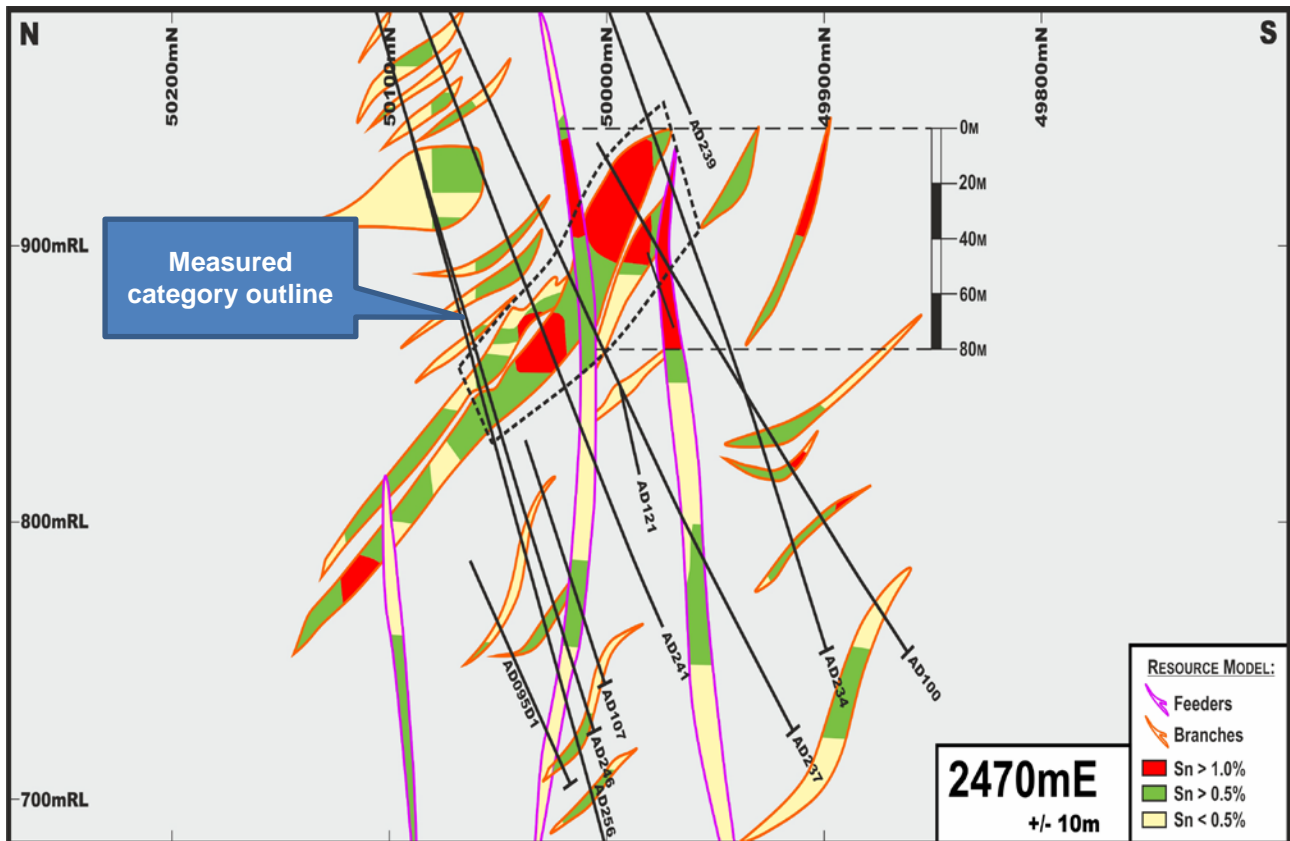 N
S
50200mN
50100mN
50000mN
49900mN
49800mN
AD239
0M
20M
40M
60M
80M
900mRL
Measured
category outline
800mRL
AD121
700mRL
AD095D1
AD107
AD246
AD256
AD241
AD237
AD234
AD100
2470mE
+/- 10m
RESOURCE MODEL:
Feeders
Branches
Sn > 1.0%
Sn > 0.5%
Sn < 0.5%